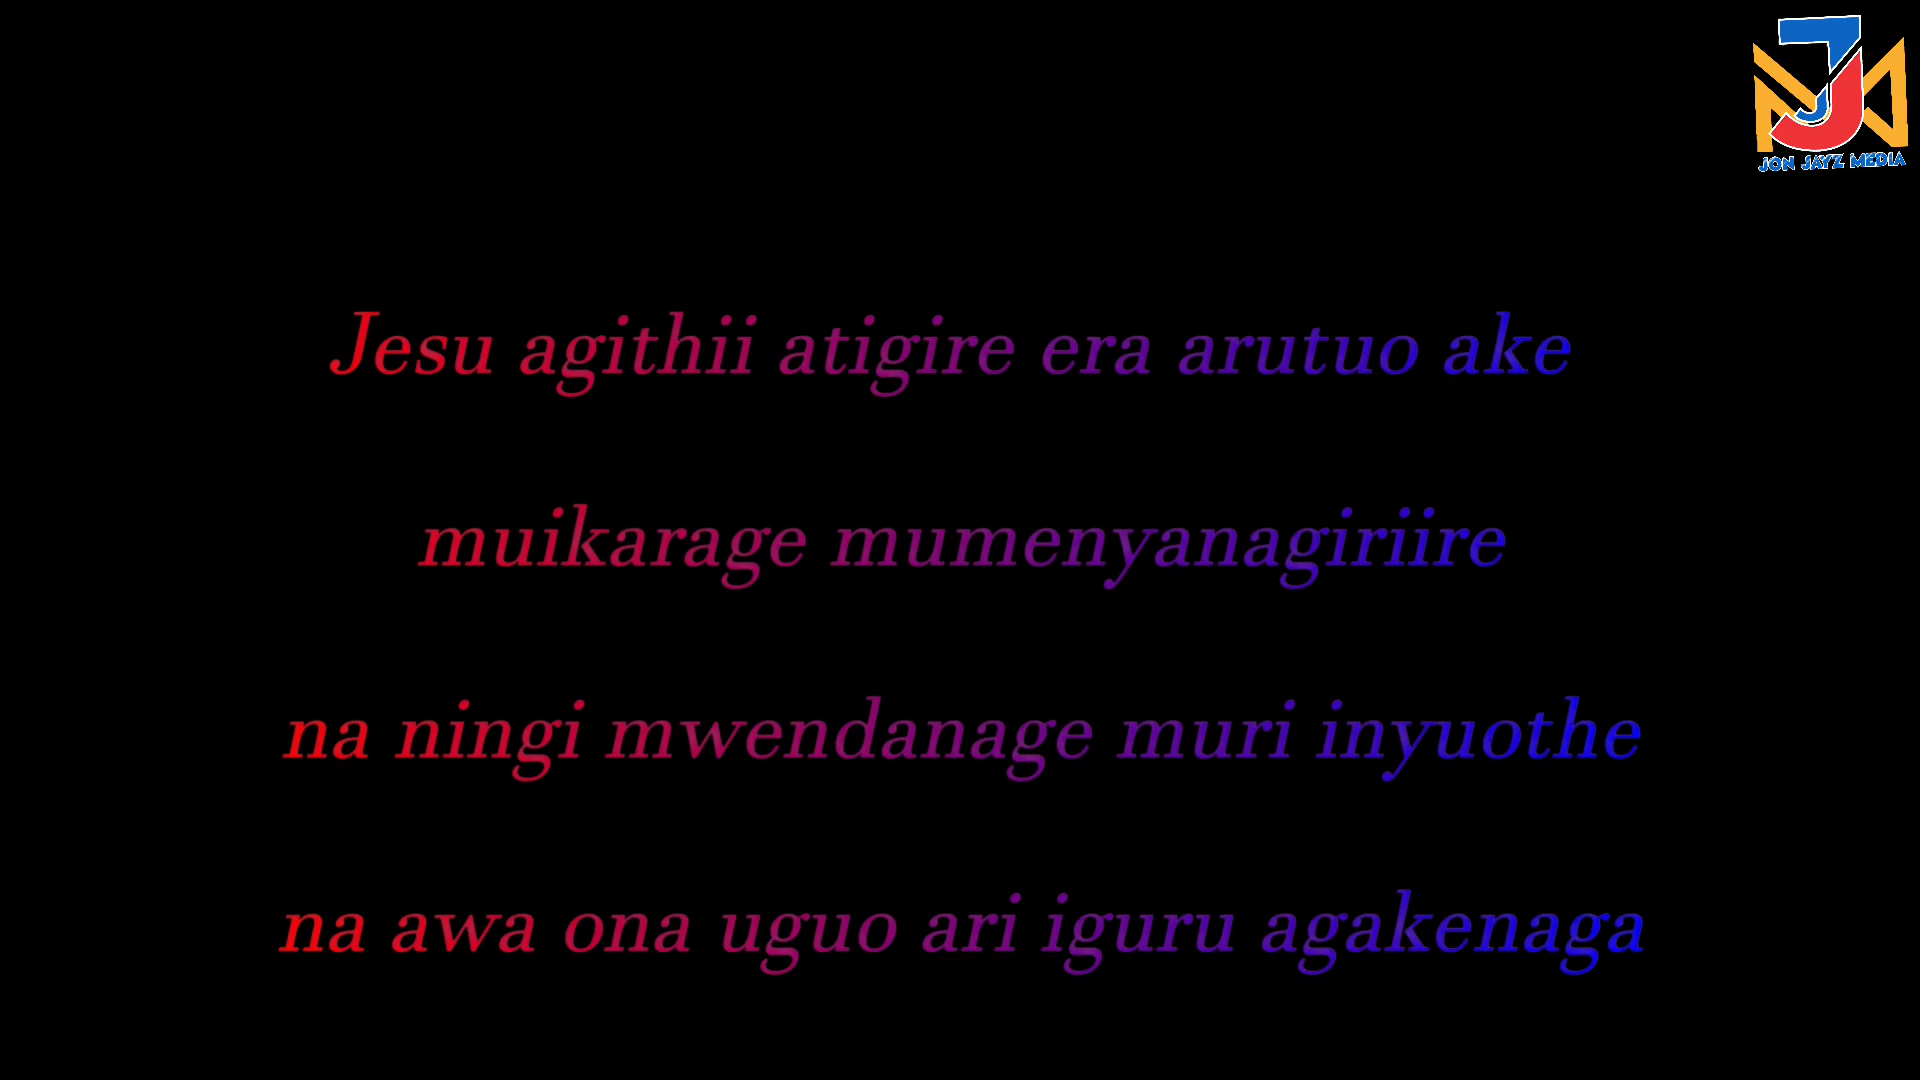 JON JAYZ MEDIA
Jesu agithii atigire era arutuo ake
muikarage mumenyanagiriire
na ningi mwendanage muri inyuothe
na awa ona uguo ari iguru agakenaga